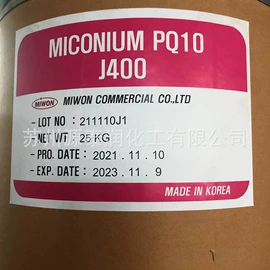 MICONIUM PQ10
J400
MIWON MIWON COMMERCIAL CO.,LTD
- LOT NO : 211110J1
- NET WT : 25 KG
- PRO. DATE : 2021 . 11 . 10
- EXP. DATE : 2023 . 11 . 9
MADE IN KOREA